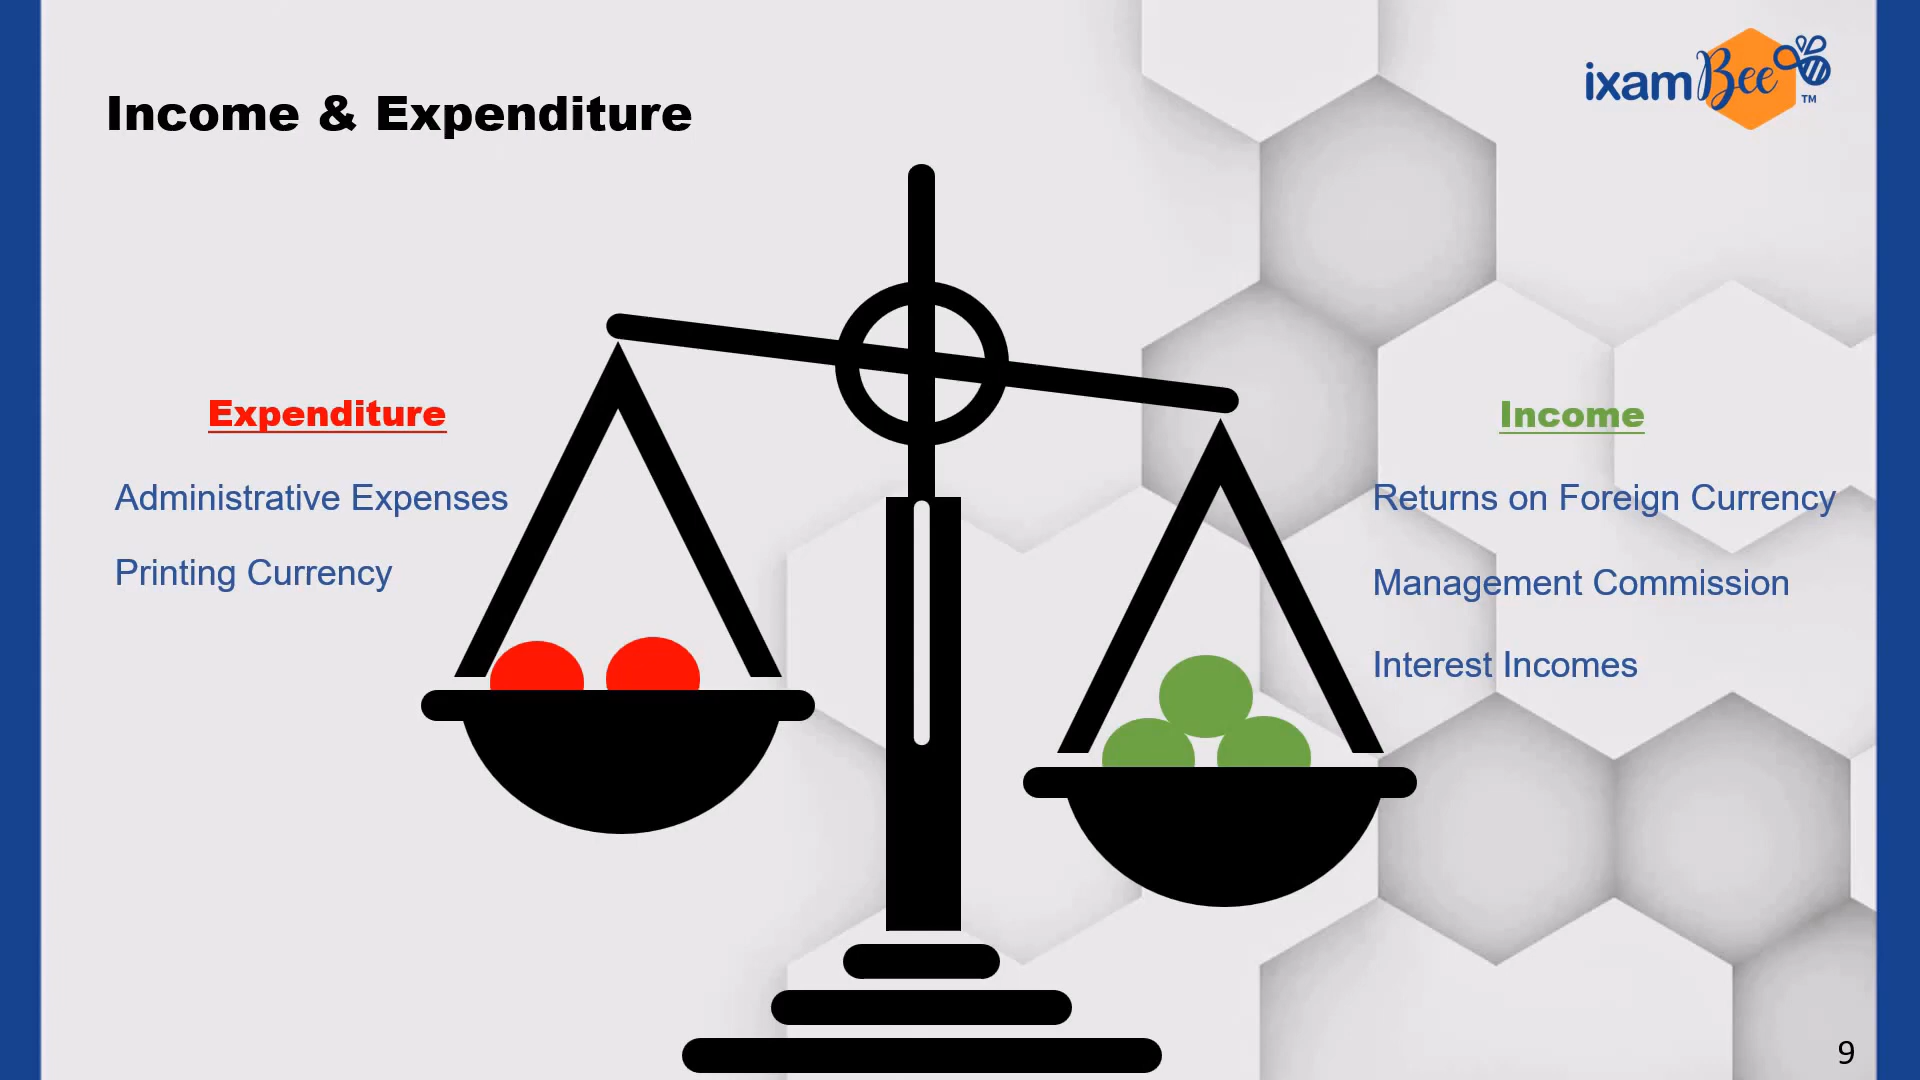 ixamBee
TM
Income & Expenditure
Expenditure
Administrative Expenses
Printing Currency
Income
Returns on Foreign Currency
Management Commission
Interest Incomes
9